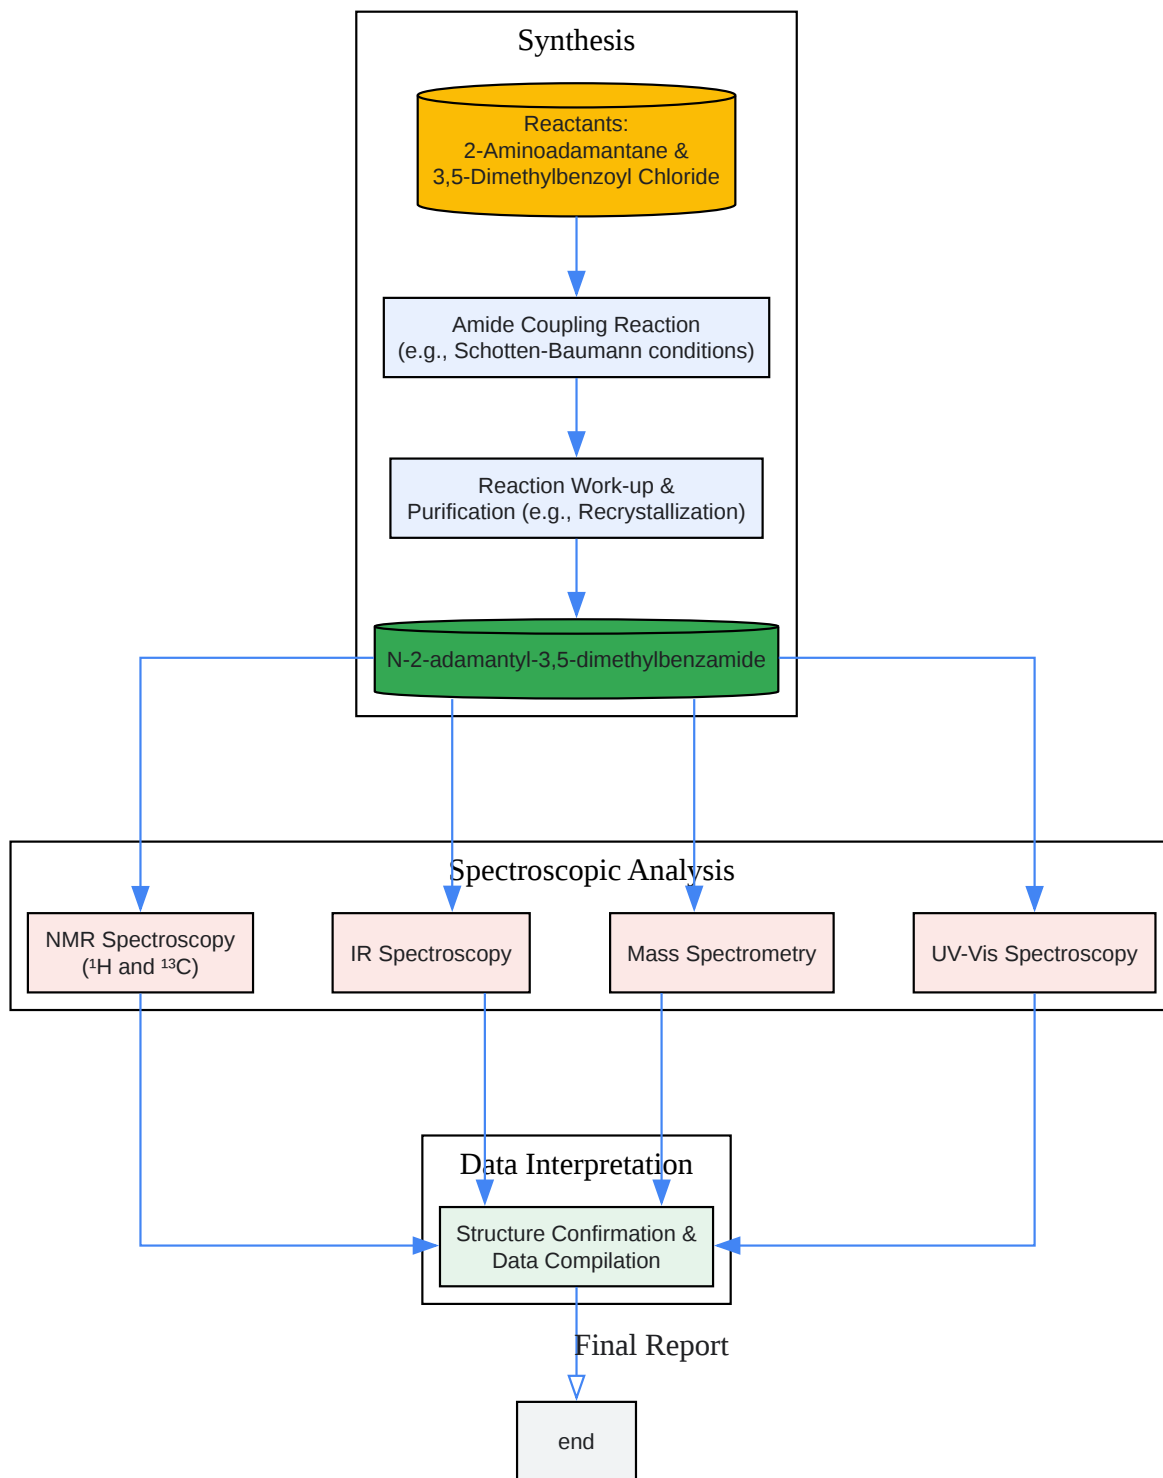 Synthesis
Reactants:
2-Aminoadamantane &
3,5-Dimethylbenzoyl Chloride
Amide Coupling Reaction
(e.g., Schotten-Baumann conditions)
Reaction Work-up &
Purification (e.g., Recrystallization)
N-2-adamantyl-3,5-dimethylbenzamide
Spectroscopic Analysis
NMR Spectroscopy
(¹H and ¹³C)
IR Spectroscopy
Mass Spectrometry
UV-Vis Spectroscopy
Data Interpretation
Structure Confirmation &
Data Compilation
Final Report
end